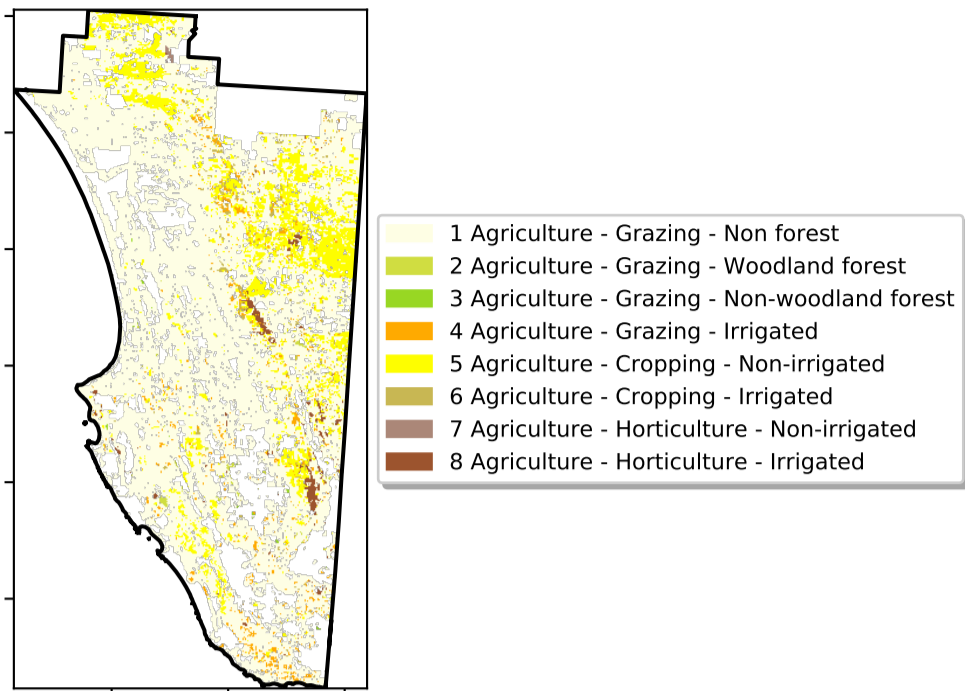 1 Agriculture - Grazing - Non forest
2 Agriculture - Grazing - Woodland forest
3 Agriculture - Grazing - Non-woodland forest
4 Agriculture - Grazing - Irrigated
5 Agriculture - Cropping - Non-irrigated
6 Agriculture - Cropping - Irrigated
7 Agriculture - Horticulture - Non-irrigated
8 Agriculture - Horticulture - Irrigated